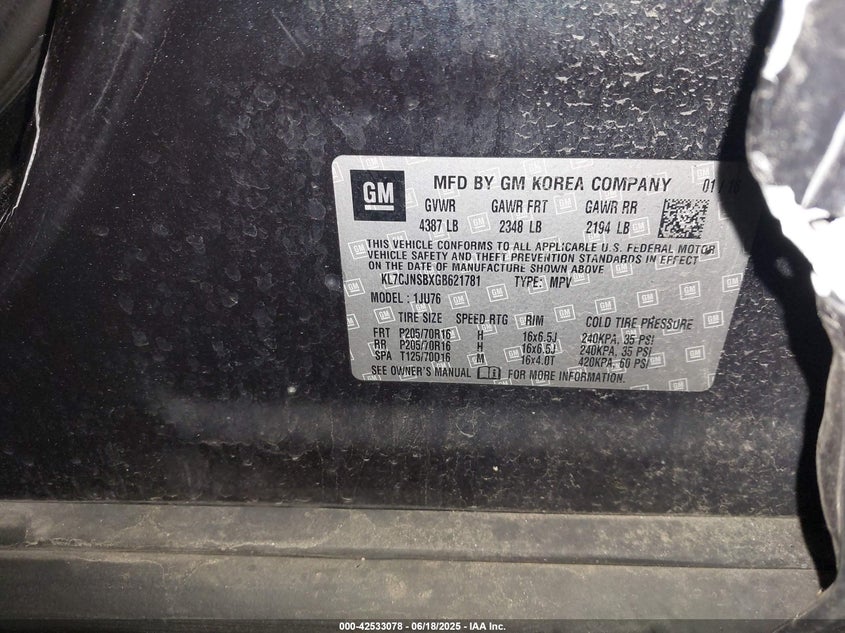 GM MFD BY GM KOREA COMPANY 01/16
GVWR GAWR FRT GAWR RR
4387 LB 2348 LB 2194 LB
THIS VEHICLE CONFORMS TO ALL APPLICABLE U.S. FEDERAL MOTOR
VEHICLE SAFETY AND THEFT PREVENTION STANDARDS IN EFFECT
ON THE DATE OF MANUFACTURE SHOWN ABOVE
KL7CJNSBXGB621781 TYPE: MPV
MODEL : 1JU76
TIRE SIZE SPEED RTG RIM COLD TIRE PRESSURE
FRT P205/70R16 H 16x6.5J 240KPA, 35 PSI
RR P205/70R16 H 16x6.5J 240KPA, 35 PSI
SPA T125/70D16 M 16x4.0T 420KPA, 60 PSI
SEE OWNER'S MANUAL FOR MORE INFORMATION.
000-42533078 - 06/18/2025 - IAA Inc.